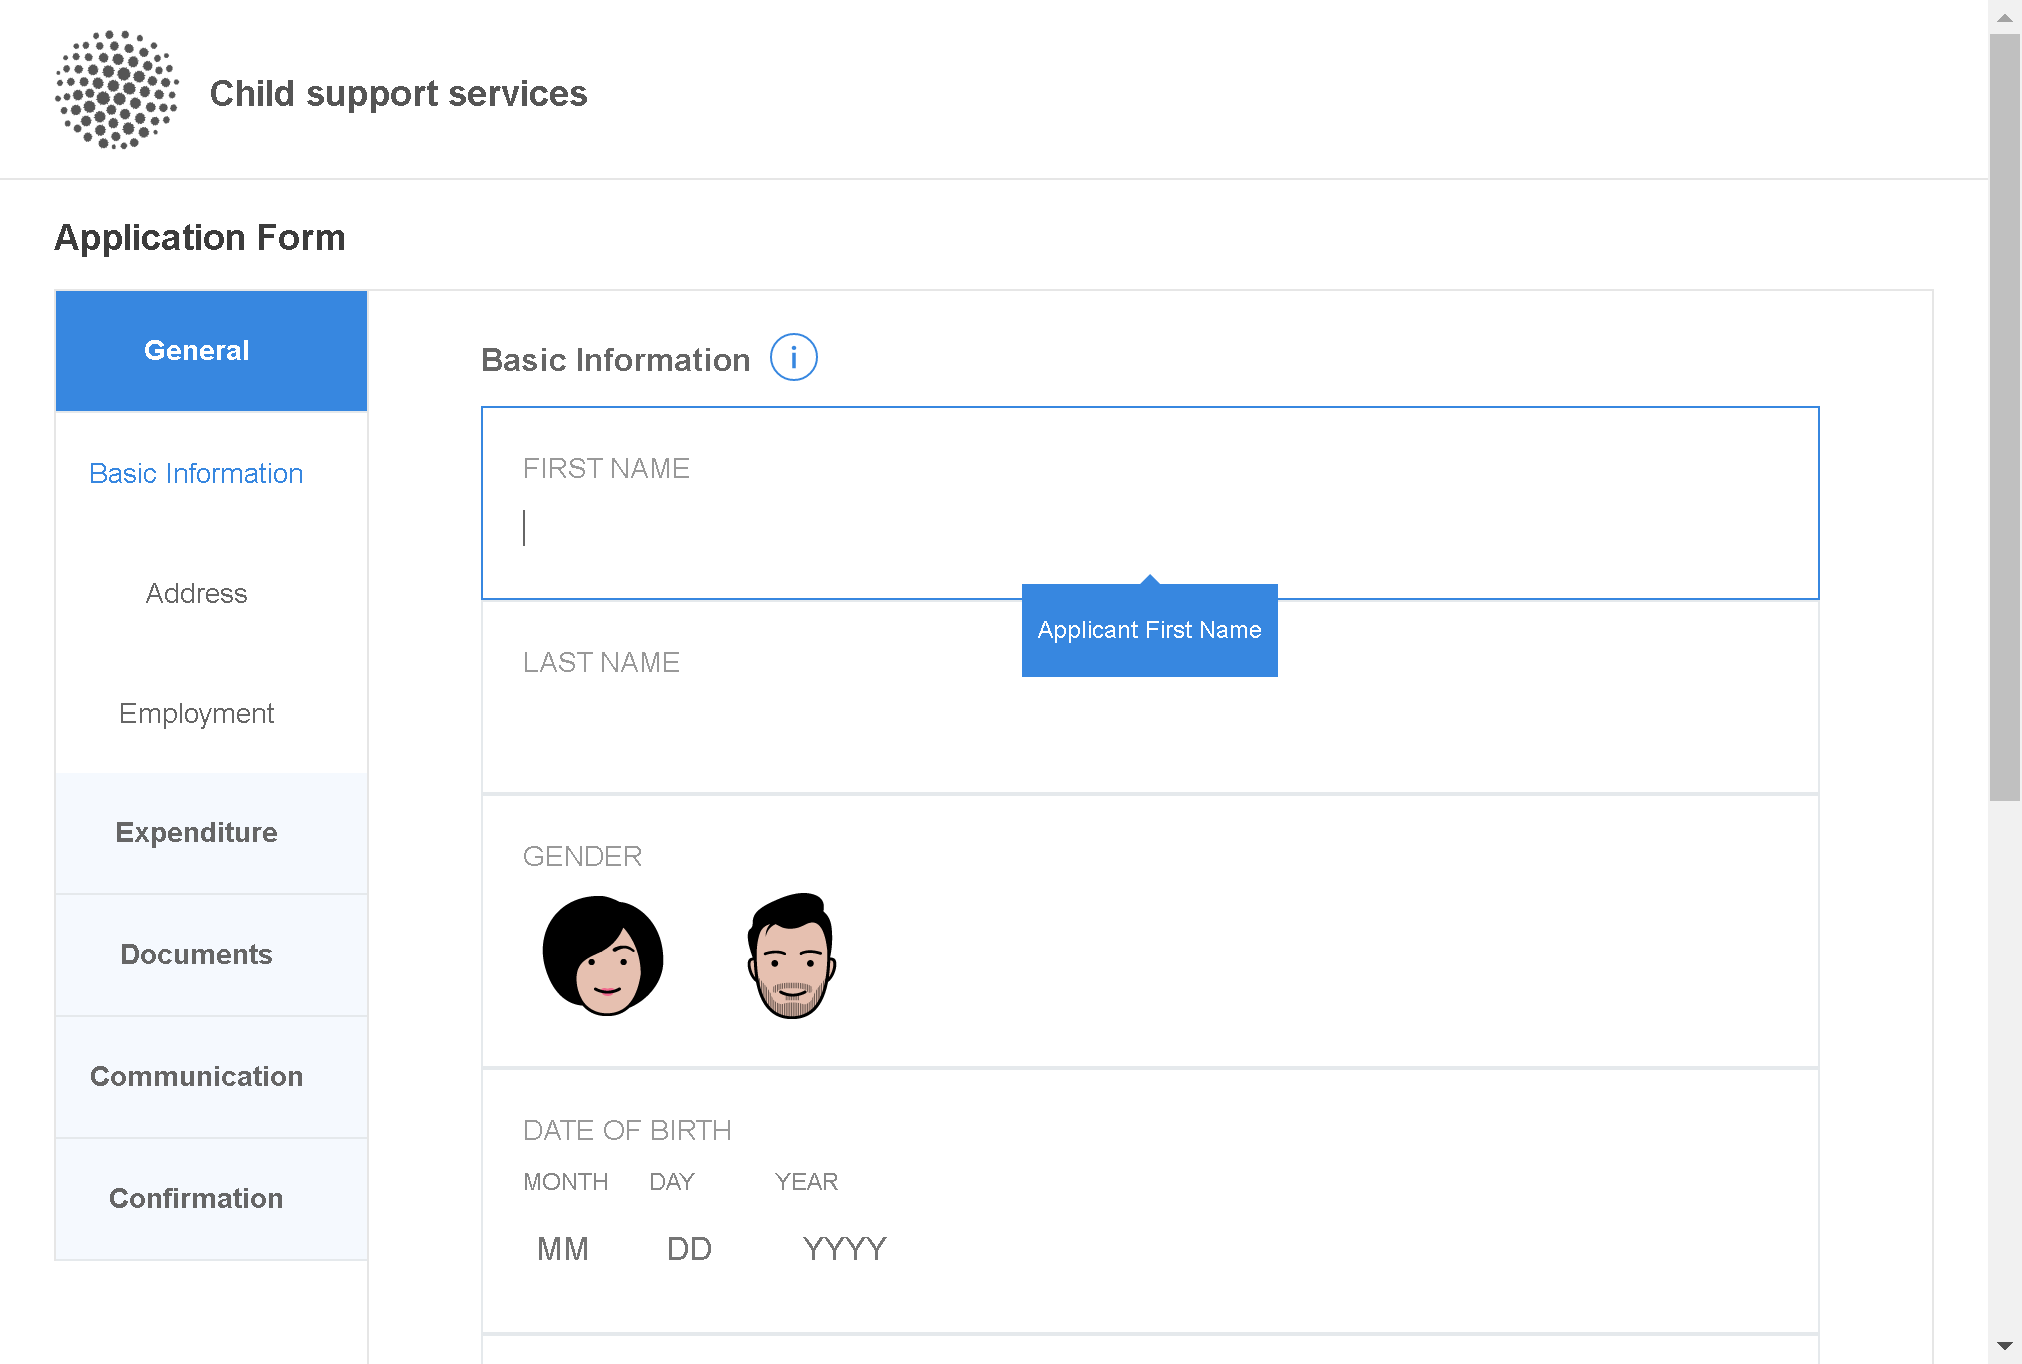 Child support services
Application Form
General
Basic Information
Address
Employment
Expenditure
Documents
Communication
Confirmation
Basic Information i
FIRST NAME
Applicant First Name
LAST NAME
GENDER
DATE OF BIRTH
MONTH DAY YEAR
MM DD YYYY